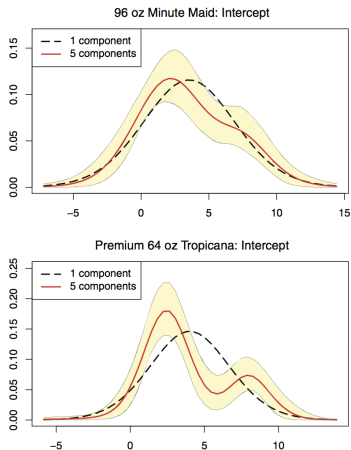 96 oz Minute Maid: Intercept
1 component
5 components
0.15
0.10
0.05
0.00
−5 0 5 10 15
Premium 64 oz Tropicana: Intercept
1 component
5 components
0.25
0.20
0.15
0.10
0.05
0.00
−5 0 5 10